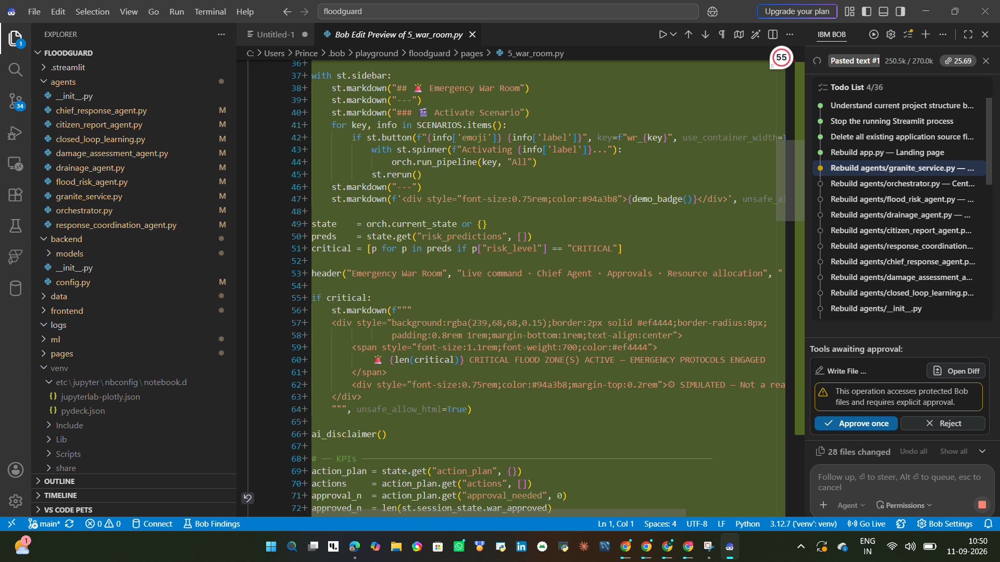 File Edit Selection View Go Run Terminal Help
floodguard
Upgrade your plan
EXPLORER
FLOODGUARD
.streamlit
agents
__init__.py
chief_response_agent.py M
citizen_report_agent.py M
closed_loop_learning.py M
damage_assessment_agent.py M
drainage_agent.py M
flood_risk_agent.py M
granite_service.py M
orchestrator.py M
response_coordination_agent.py M
backend
models
__init__.py
config.py M
data
frontend
logs
ml
pages
venv
etc\jupyter\nbconfig\notebook.d
jupyterlab-plotly.json
pydeck.json
Include
Lib
Scripts
share
OUTLINE
TIMELINE
VS CODE PETS
1
34
Untitled-1
Bob Edit Preview of 5_war_room.py
C: > Users > Prince > .bob > playground > floodguard > pages > 5_war_room.py
55
36+
37+ with st.sidebar:
38+ st.markdown("## 🚨 Emergency War Room")
39+ st.markdown("---")
40+ st.markdown("### 🎬 Activate Scenario")
41+ for key, info in SCENARIOS.items():
42+ if st.button(f"{info['emoji']} {info['label']}", key=f"wr_{key}", use_container_width=
43+ with st.spinner(f"Activating {info['label']}..."):
44+ orch.run_pipeline(key, "All")
45+ st.rerun()
46+ st.markdown("---")
47+ st.markdown(f'<div style="font-size:0.75rem;color:#94a3b8">{demo_badge()}</div>', unsafe_al
48+
49+ state    = orch.current_state or {}
50+ preds    = state.get("risk_predictions", [])
51+ critical = [p for p in preds if p["risk_level"] == "CRITICAL"]
52+
53+ header("Emergency War Room", "Live command · Chief Agent · Approvals · Resource allocation", "
54+
55+ if critical:
56+ st.markdown(f"""
57+ <div style="background:rgba(239,68,68,0.15);border:2px solid #ef4444;border-radius:8px;
58+ padding:0.8rem 1rem;margin-bottom:1rem;text-align:center">
59+ <span style="font-size:1.1rem;font-weight:700;color:#ef4444">
60+ 🚨 {len(critical)} CRITICAL FLOOD ZONE(S) ACTIVE — EMERGENCY PROTOCOLS ENGAGED
61+ </span>
62+ <div style="font-size:0.75rem;color:#94a3b8;margin-top:0.2rem">⚙ SIMULATED — Not a rea
63+ </div>
64+ """, unsafe_allow_html=True)
65+
66+ ai_disclaimer()
67+
68+ # — KPIs ——————
69+ action_plan = state.get("action_plan", {})
70+ actions     = action_plan.get("actions", [])
71+ approval_n  = action_plan.get("approval_needed", 0)
72+ approved_n  = len(st.session_state.war_approved)
IBM BOB
Pasted text #1 250.5k / 270.0k 25.69
Todo List 4/36
Understand current project structure b...
Stop the running Streamlit process
Delete all existing application source fi...
Rebuild app.py — Landing page
Rebuild agents/granite_service.py — ...
Rebuild agents/orchestrator.py — Cent...
Rebuild agents/flood_risk_agent.py — ...
Rebuild agents/drainage_agent.py — ...
Rebuild agents/citizen_report_agent.p...
Rebuild agents/response_coordination...
Rebuild agents/chief_response_agent.p...
Rebuild agents/damage_assessment_a...
Rebuild agents/closed_loop_learning.p...
Rebuild agents/__init__.py
Tools awaiting approval:
Write File ... Open Diff
This operation accesses protected Bob
files and requires explicit approval.
Approve once Reject
28 files changed Undo all Show all
Follow up, ⏎ to steer, Alt ⏎ to queue, esc to
cancel
Agent Permissions
main* 0 0 Connect Bob Findings
Ln 1, Col 1 Spaces: 4 UTF-8 LF Python 3.12.7 ('venv': venv) Go Live Bob Settings
1
ENG
IN
10:50
11-09-2026